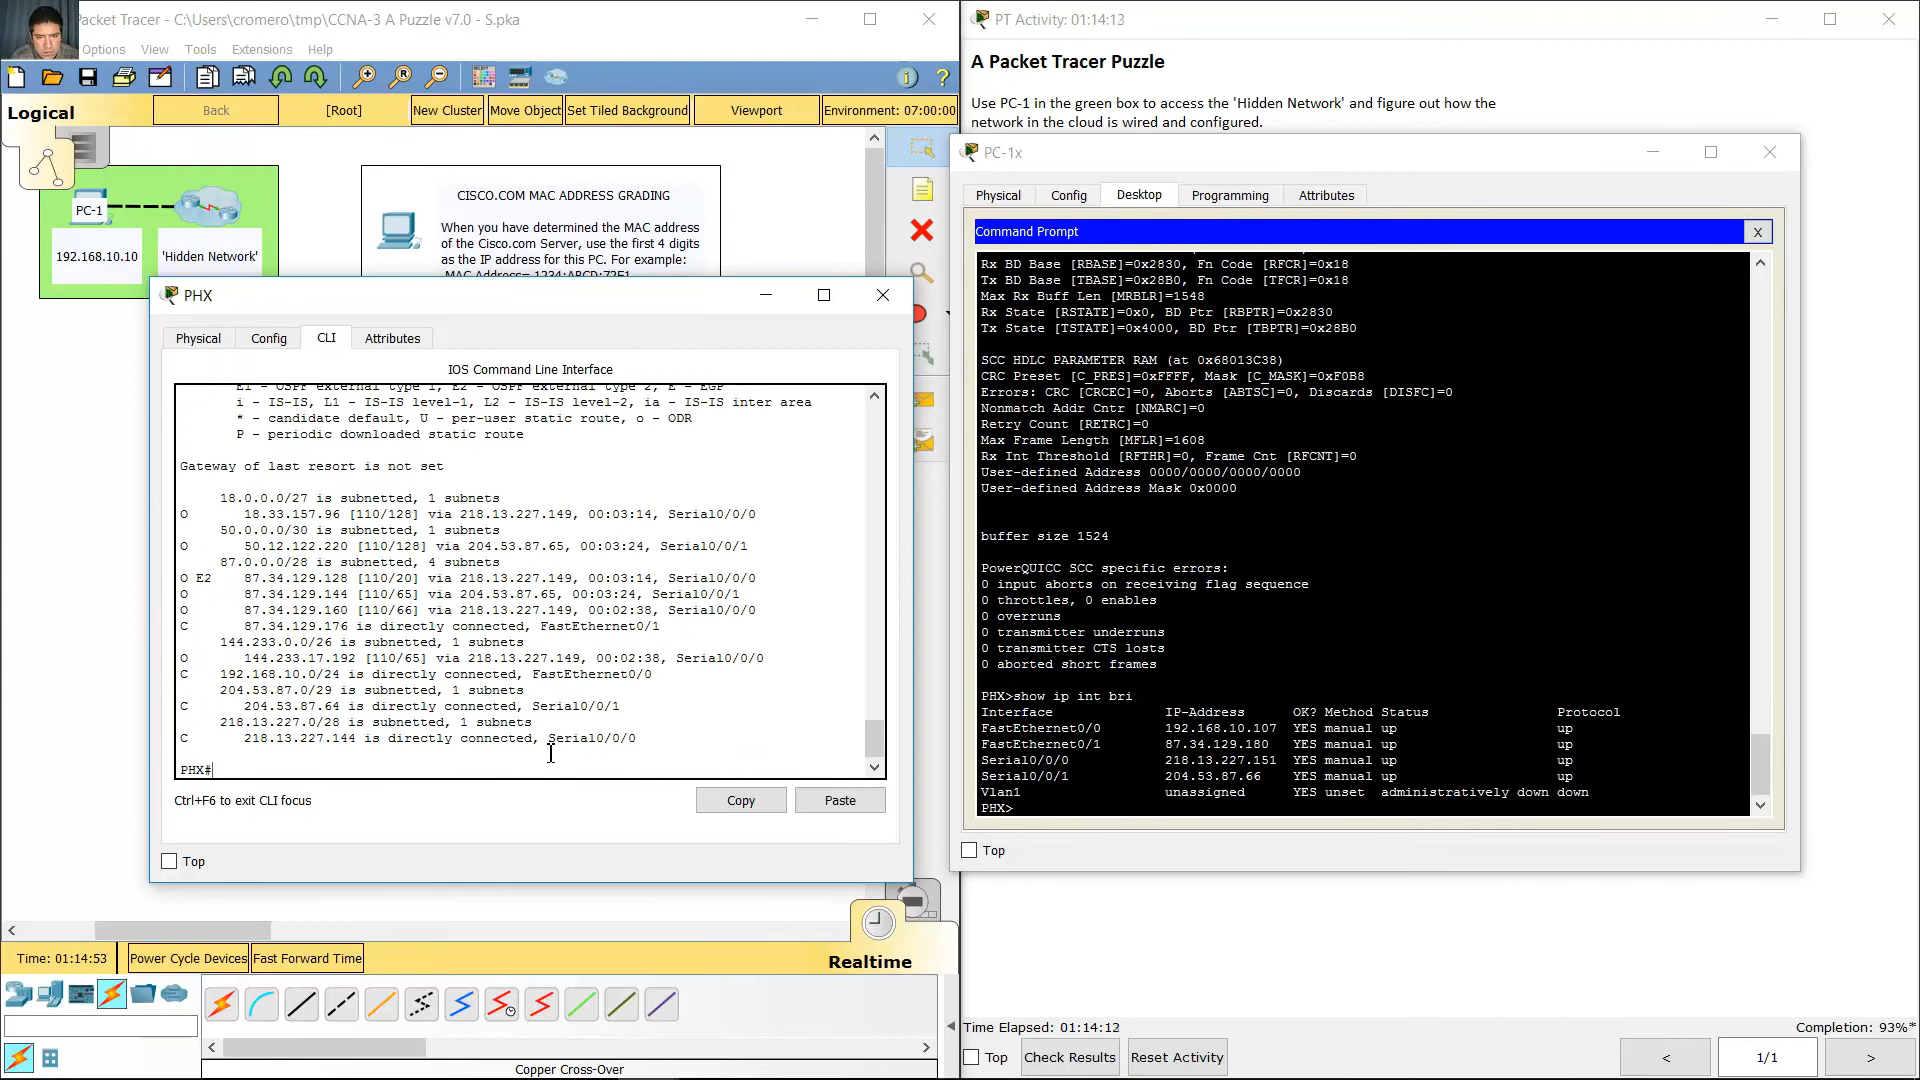 Packet Tracer - C:\Users\cromero\tmp\CCNA-3 A Puzzle v7.0 - S.pka
Options View Tools Extensions Help
Logical
Back
[Root]
New Cluster
Move Object
Set Tiled Background
Viewport
Environment: 07:00:00
PC-1
192.168.10.10
'Hidden Network'
CISCO.COM MAC ADDRESS GRADING
When you have determined the MAC address
of the Cisco.com Server, use the first 4 digits
as the IP address for this PC. For example:
PHX
Physical Config CLI Attributes
IOS Command Line Interface
E1 - OSPF external type 1, E2 - OSPF external type 2, E - EGP
i - IS-IS, L1 - IS-IS level-1, L2 - IS-IS level-2, ia - IS-IS inter area
* - candidate default, U - per-user static route, o - ODR
P - periodic downloaded static route
Gateway of last resort is not set
18.0.0.0/27 is subnetted, 1 subnets
O 18.33.157.96 [110/128] via 218.13.227.149, 00:03:14, Serial0/0/0
50.0.0.0/30 is subnetted, 1 subnets
O 50.12.122.220 [110/128] via 204.53.87.65, 00:03:24, Serial0/0/1
87.0.0.0/28 is subnetted, 4 subnets
O E2 87.34.129.128 [110/20] via 218.13.227.149, 00:03:14, Serial0/0/0
O 87.34.129.144 [110/65] via 204.53.87.65, 00:03:24, Serial0/0/1
O 87.34.129.160 [110/66] via 218.13.227.149, 00:02:38, Serial0/0/0
C 87.34.129.176 is directly connected, FastEthernet0/1
144.233.0.0/26 is subnetted, 1 subnets
O 144.233.17.192 [110/65] via 218.13.227.149, 00:02:38, Serial0/0/0
C 192.168.10.0/24 is directly connected, FastEthernet0/0
204.53.87.0/29 is subnetted, 1 subnets
C 204.53.87.64 is directly connected, Serial0/0/1
218.13.227.0/28 is subnetted, 1 subnets
C 218.13.227.144 is directly connected, Serial0/0/0
PHX#
Ctrl+F6 to exit CLI focus
Copy
Paste
Top
Time: 01:14:53
Power Cycle Devices
Fast Forward Time
Realtime
Copper Cross-Over
PT Activity: 01:14:13
A Packet Tracer Puzzle
Use PC-1 in the green box to access the 'Hidden Network' and figure out how the
network in the cloud is wired and configured.
PC-1x
Physical Config Desktop Programming Attributes
Command Prompt
X
Rx BD Base [RBASE]=0x2830, Fn Code [RFCR]=0x18
Tx BD Base [TBASE]=0x28B0, Fn Code [TFCR]=0x18
Max Rx Buff Len [MRBLR]=1548
Rx State [RSTATE]=0x0, BD Ptr [RBPTR]=0x2830
Tx State [TSTATE]=0x4000, BD Ptr [TBPTR]=0x28B0
SCC HDLC PARAMETER RAM (at 0x68013C38)
CRC Preset [C_PRES]=0xFFFF, Mask [C_MASK]=0xF0B8
Errors: CRC [CRCEC]=0, Aborts [ABTSC]=0, Discards [DISFC]=0
Nonmatch Addr Cntr [NMARC]=0
Retry Count [RETRC]=0
Max Frame Length [MFLR]=1608
Rx Int Threshold [RFTHR]=0, Frame Cnt [RFCNT]=0
User-defined Address 0000/0000/0000/0000
User-defined Address Mask 0x0000
buffer size 1524
PowerQUICC SCC specific errors:
0 input aborts on receiving flag sequence
0 throttles, 0 enables
0 overruns
0 transmitter underruns
0 transmitter CTS losts
0 aborted short frames
PHX>show ip int bri
Interface IP-Address OK? Method Status Protocol
FastEthernet0/0 192.168.10.107 YES manual up up
FastEthernet0/1 87.34.129.180 YES manual up up
Serial0/0/0 218.13.227.151 YES manual up up
Serial0/0/1 204.53.87.66 YES manual up up
Vlan1 unassigned YES unset administratively down down
PHX>
Top
Time Elapsed: 01:14:12
Completion: 93%*
Top
Check Results
Reset Activity
<
1/1
>